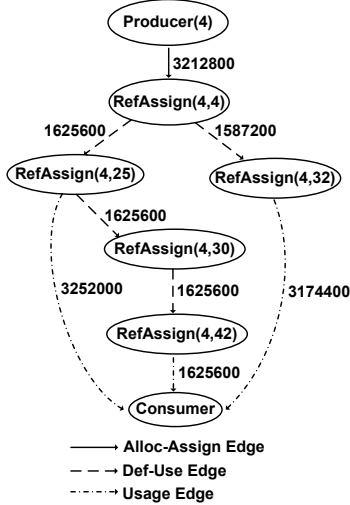 Producer(4)
3212800
RefAssign(4,4)
1625600
1587200
RefAssign(4,25)
RefAssign(4,32)
1625600
RefAssign(4,30)
3252000
1625600
3174400
RefAssign(4,42)
1625600
Consumer
Alloc-Assign Edge
Def-Use Edge
Usage Edge